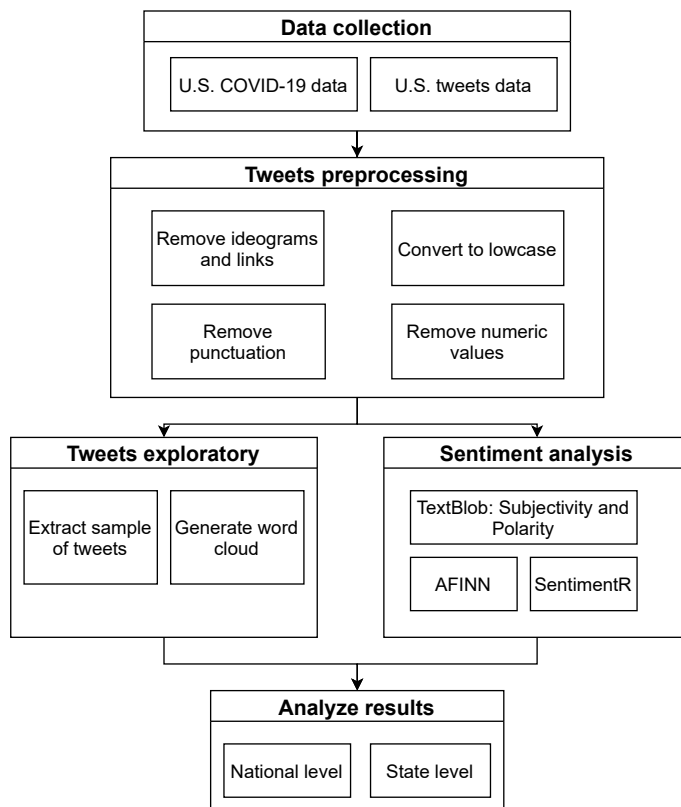 Data collection
U.S. COVID-19 data
U.S. tweets data
Tweets preprocessing
Remove ideograms
and links
Convert to lowcase
Remove
punctuation
Remove numeric
values
Tweets exploratory
Extract sample
of tweets
Generate word
cloud
Sentiment analysis
TextBlob: Subjectivity and
Polarity
AFINN
SentimentR
Analyze results
National level
State level